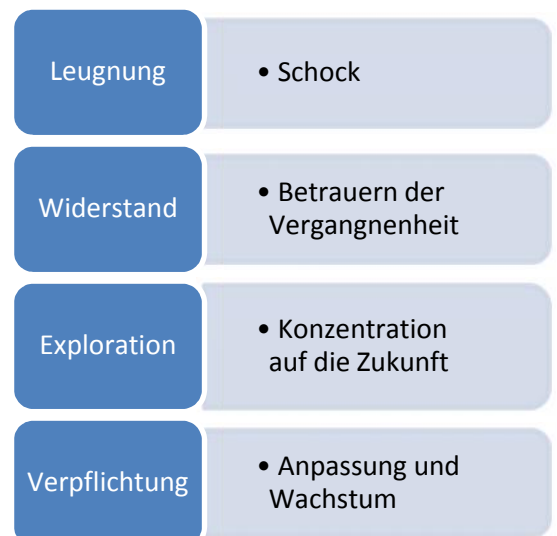 Leugnung
• Schock
Widerstand
• Betrauern der
Vergangnenheit
Exploration
• Konzentration
auf die Zukunft
Verpflichtung
• Anpassung und
Wachstum